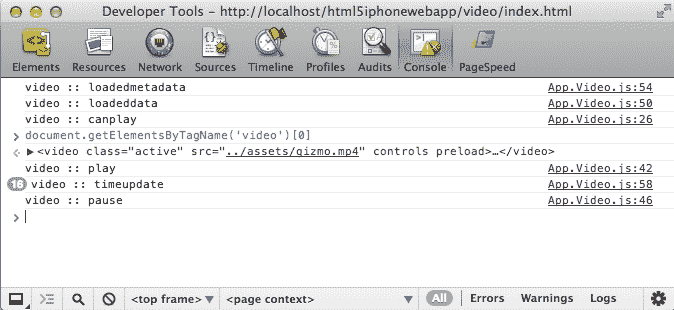 Developer Tools - http://localhost/html5iphonewebapp/video/index.html
Elements Resources Network Sources Timeline Profiles Audits Console PageSpeed
video :: loadedmetadata App.Video.js:54
video :: loadeddata App.Video.js:50
video :: canplay App.Video.js:26
> document.getElementsByTagName('video')[0]
<video class="active" src="../assets/gizmo.mp4" controls preload>…</video>
video :: play App.Video.js:42
16 video :: timeupdate App.Video.js:58
video :: pause App.Video.js:46
>
<top frame> <page context> All Errors Warnings Logs